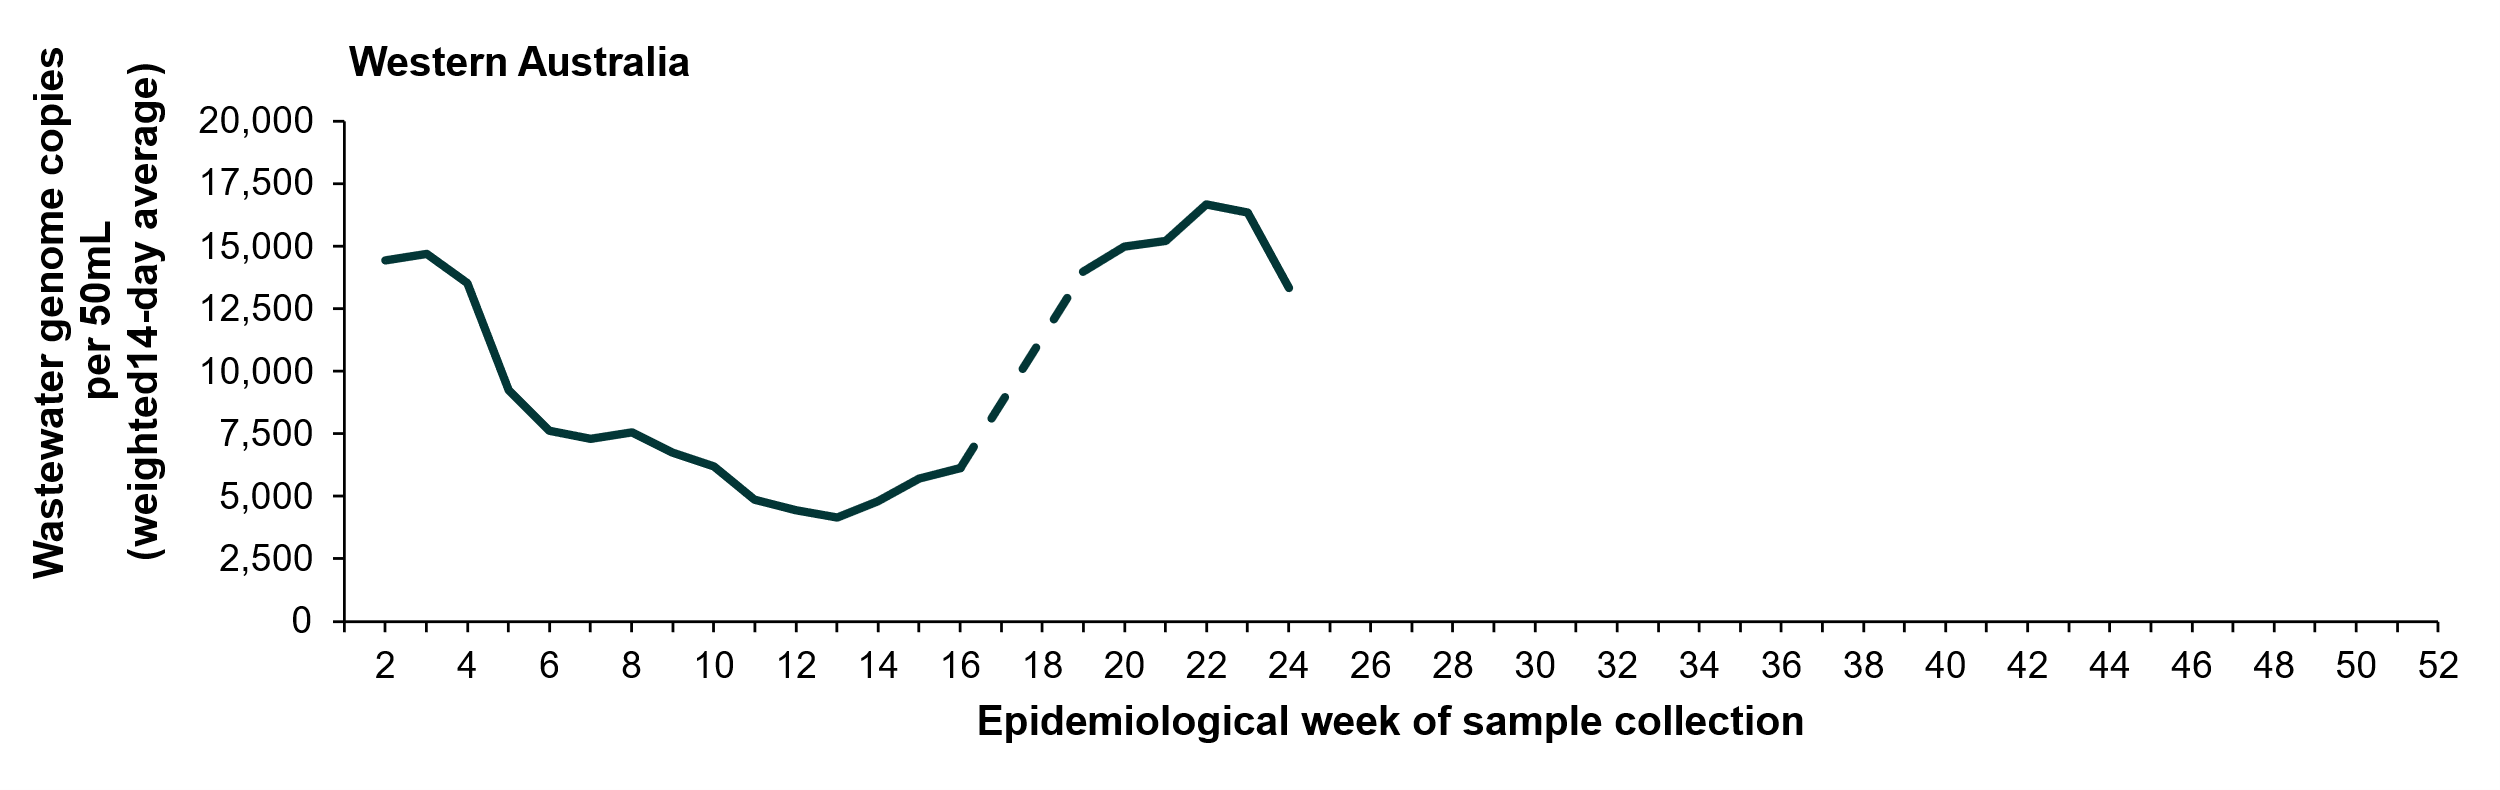 Western Australia
Wastewater genome copies
per 50mL
(weighted14-day average)
20,000
17,500
15,000
12,500
10,000
7,500
5,000
2,500
0
2 4 6 8 10 12 14 16 18 20 22 24 26 28 30 32 34 36 38 40 42 44 46 48 50 52
Epidemiological week of sample collection